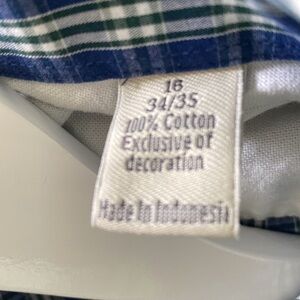 16
34/35
100% Cotton
Exclusive of
decoration
Made In Indonesia